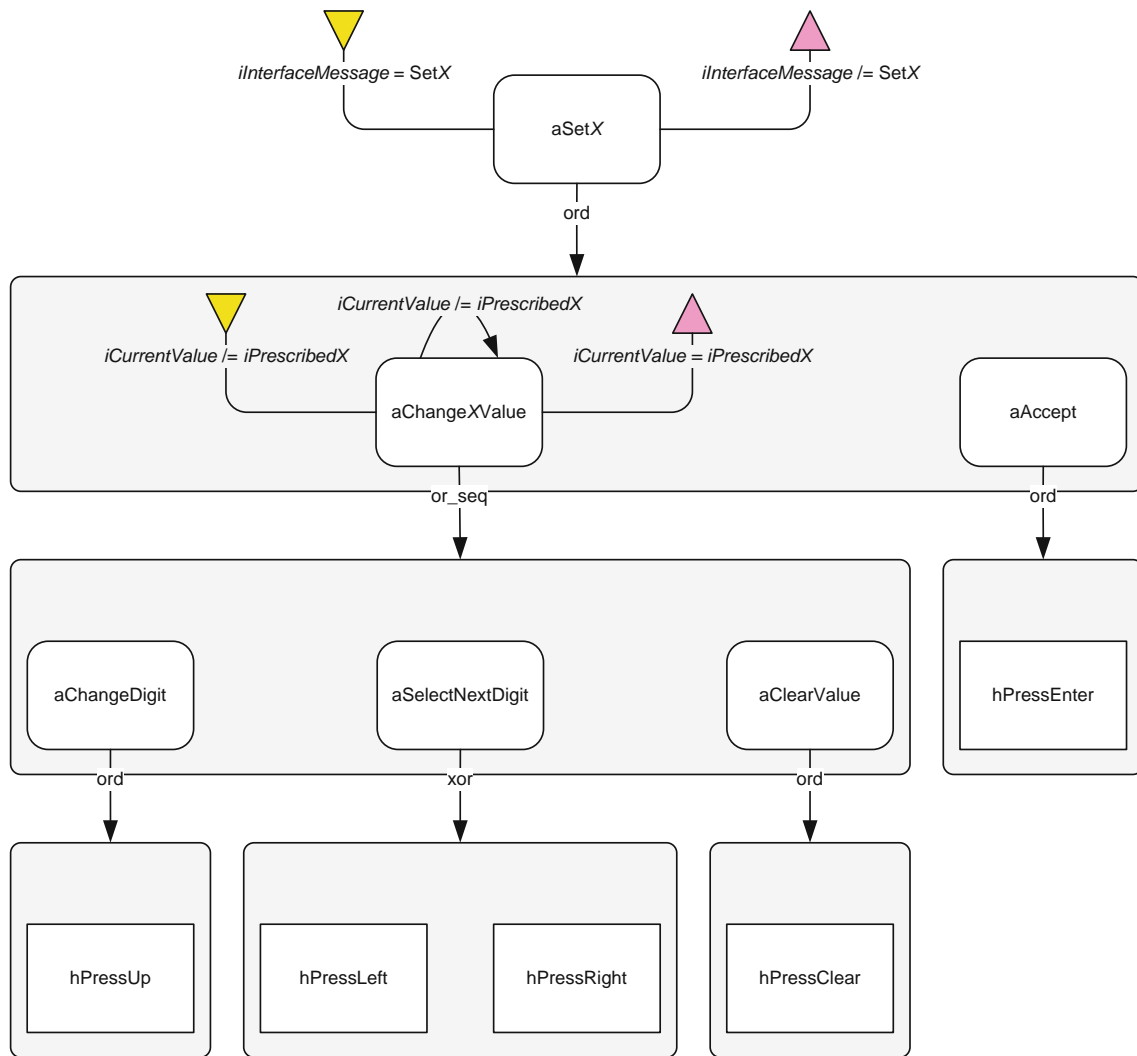 iInterfaceMessage = SetX
iInterfaceMessage /= SetX
aSetX
ord
iCurrentValue /= iPrescribedX
iCurrentValue /= iPrescribedX
iCurrentValue = iPrescribedX
aChangeXValue
aAccept
or_seq
ord
aChangeDigit
aSelectNextDigit
aClearValue
hPressEnter
ord
xor
ord
hPressUp
hPressLeft
hPressRight
hPressClear